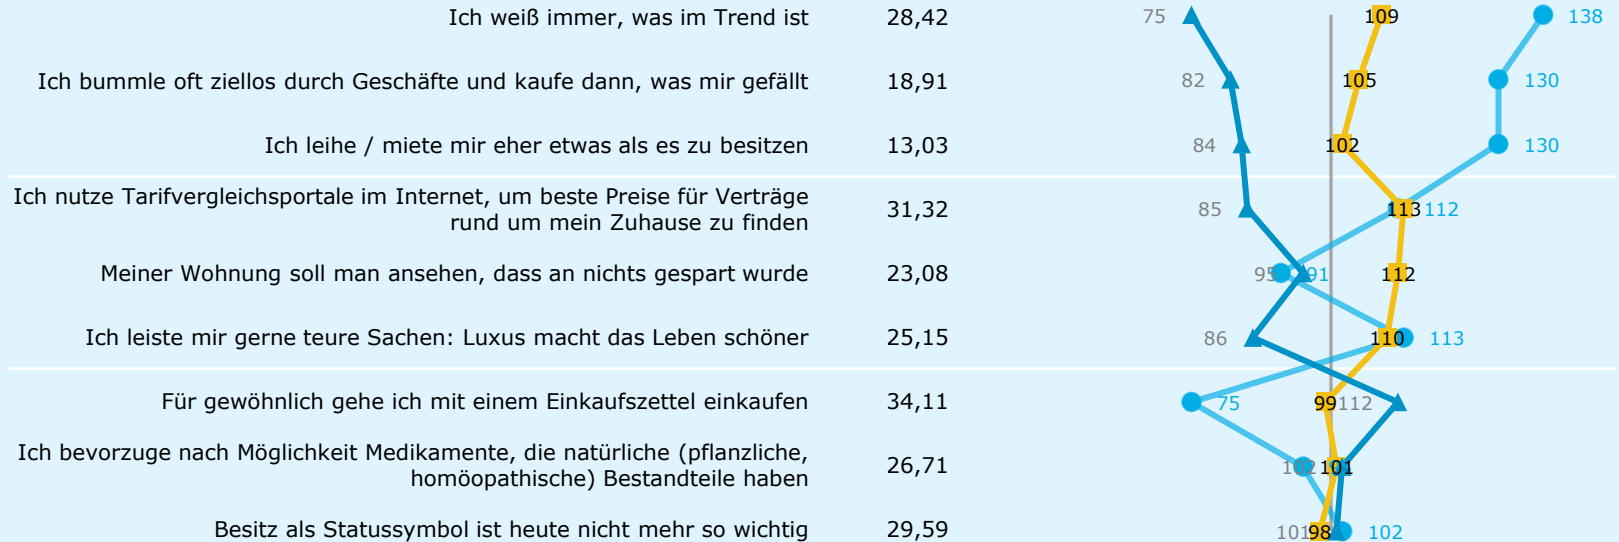 Ich weiß immer, was im Trend ist 28,42 75 109 138
Ich bummle oft ziellos durch Geschäfte und kaufe dann, was mir gefällt 18,91 82 105 130
Ich leihe / miete mir eher etwas als es zu besitzen 13,03 84 102 130
Ich nutze Tarifvergleichsportale im Internet, um beste Preise für Verträge
rund um mein Zuhause zu finden 31,32 85 113 112
Meiner Wohnung soll man ansehen, dass an nichts gespart wurde 23,08 95 91 112
Ich leiste mir gerne teure Sachen: Luxus macht das Leben schöner 25,15 86 110 113
Für gewöhnlich gehe ich mit einem Einkaufszettel einkaufen 34,11 75 99 112
Ich bevorzuge nach Möglichkeit Medikamente, die natürliche (pflanzliche,
homöopathische) Bestandteile haben 26,71 102 101
Besitz als Statussymbol ist heute nicht mehr so wichtig 29,59 101 98 102